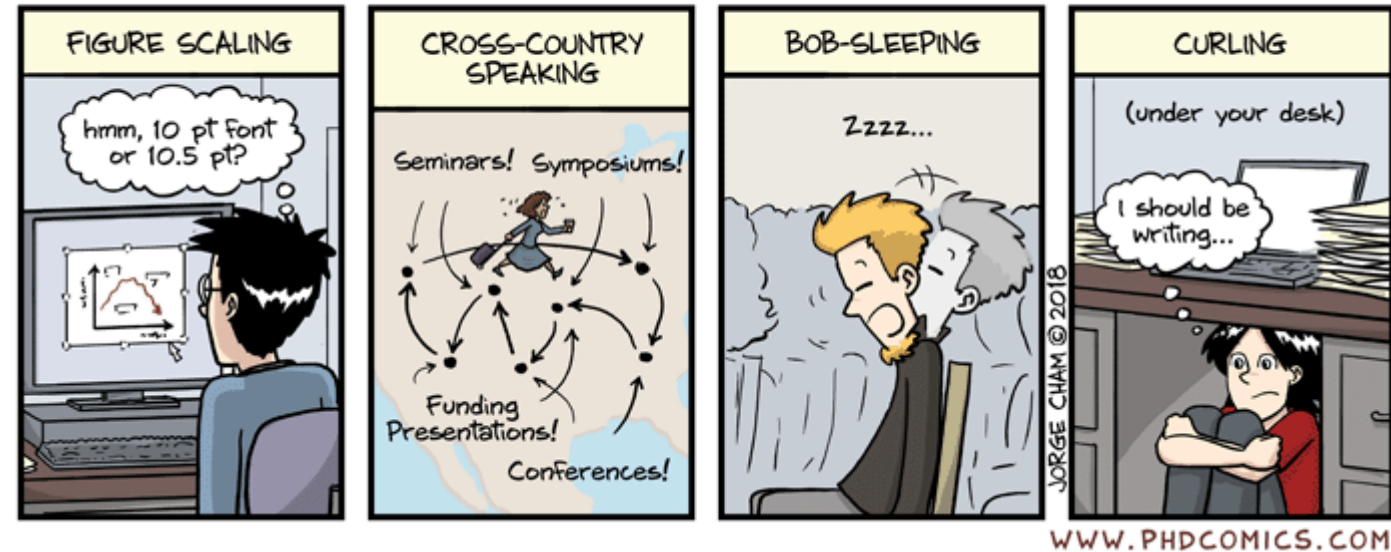 FIGURE SCALING
hmm, 10 pt font
or 10.5 pt?
CROSS-COUNTRY
SPEAKING
Seminars! Symposiums!
Funding
Presentations!
Conferences!
BOB-SLEEPING
Zzzz...
JORGE CHAM © 2018
CURLING
(under your desk)
I should be
writing...
WWW.PHDCOMICS.COM